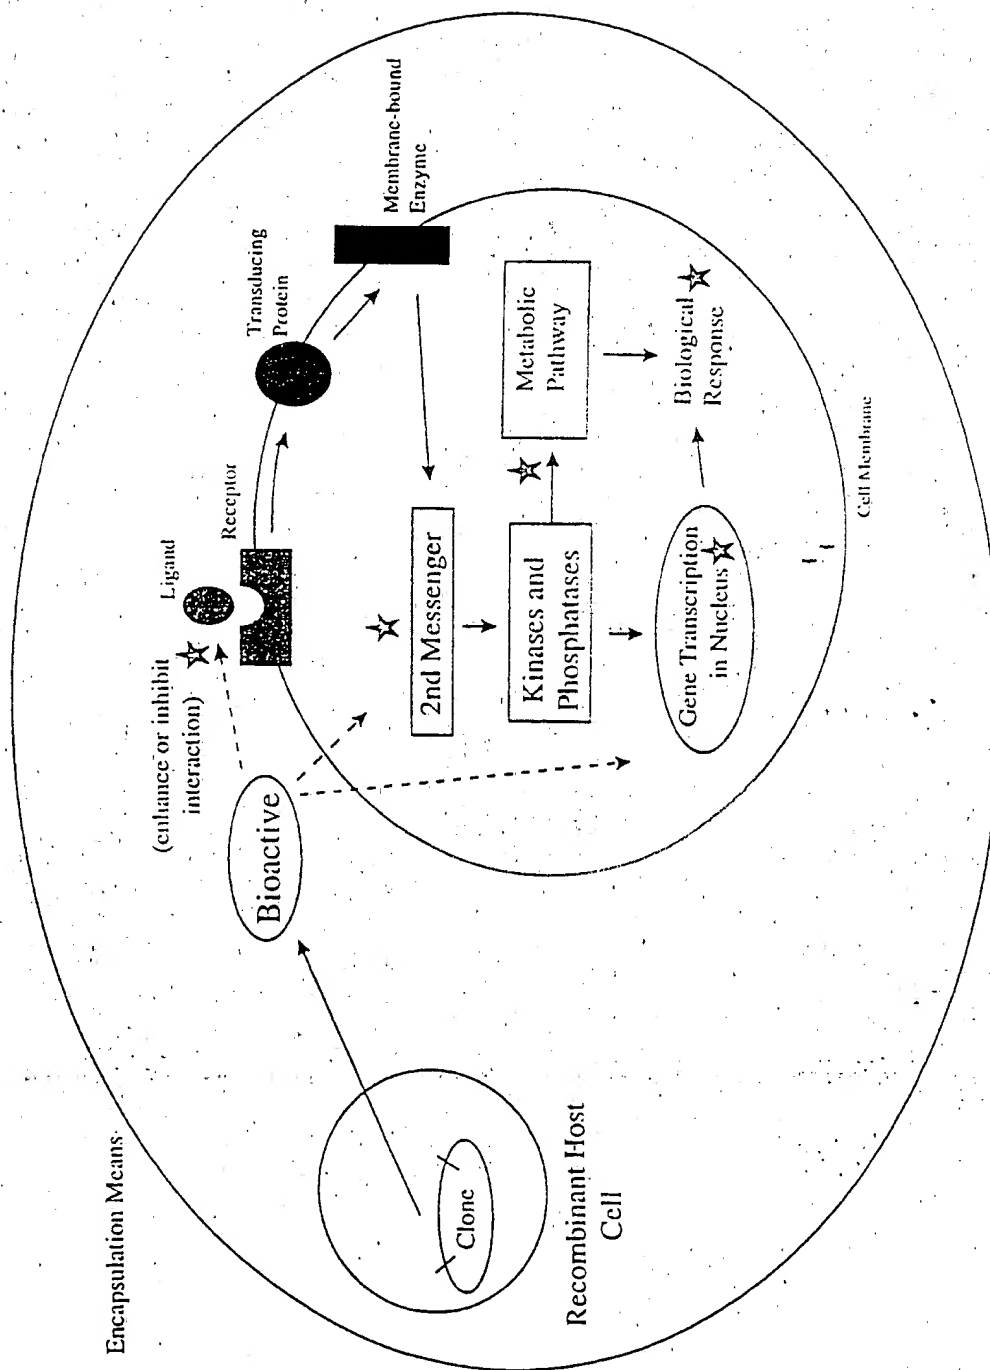 Encapsulation Means
(enhance or inhibit
interaction)
Ligand
Receptor
Transducing
Protein
Membrane-bound
Enzyme
Bioactive
2nd Messenger
Kinases and
Phosphatases
Metabolic
Pathway
Gene Transcription
in Nucleus
Biological
Response
Cell Membrane
Clone
Recombinant Host
Cell